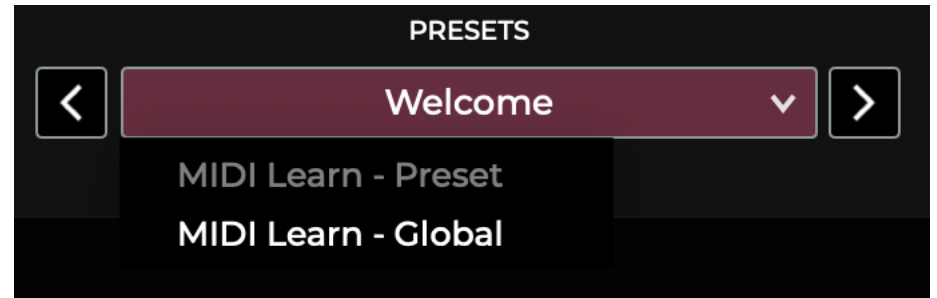 PRESETS
Welcome
MIDI Learn - Preset
MIDI Learn - Global